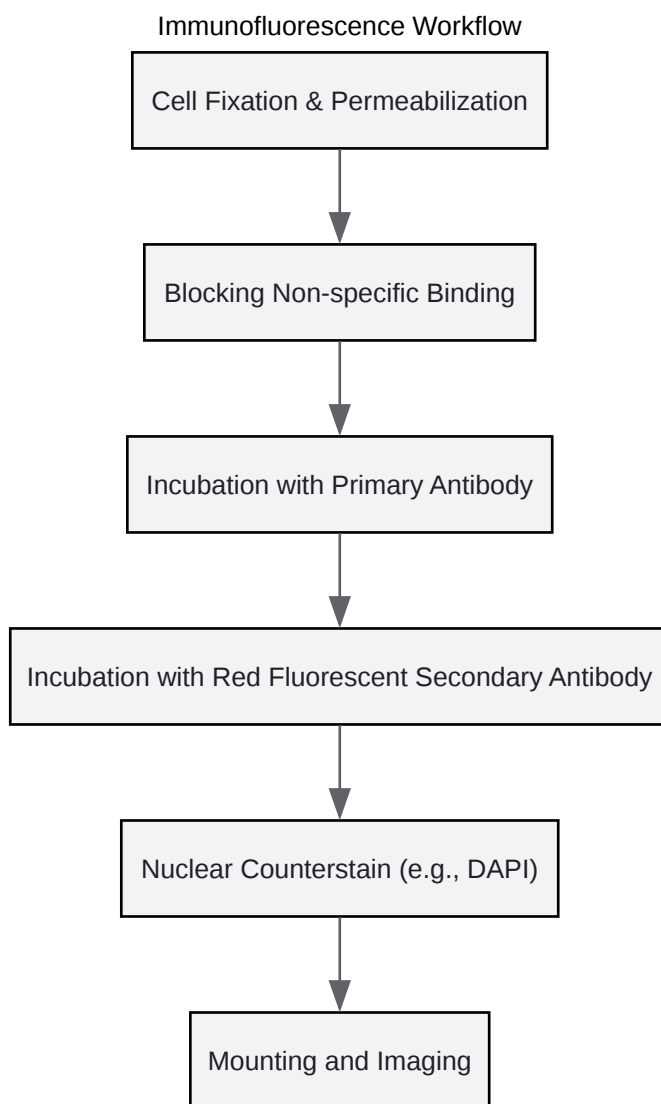 Immunofluorescence Workflow
Cell Fixation & Permeabilization
Blocking Non-specific Binding
Incubation with Primary Antibody
Incubation with Red Fluorescent Secondary Antibody
Nuclear Counterstain (e.g., DAPI)
Mounting and Imaging